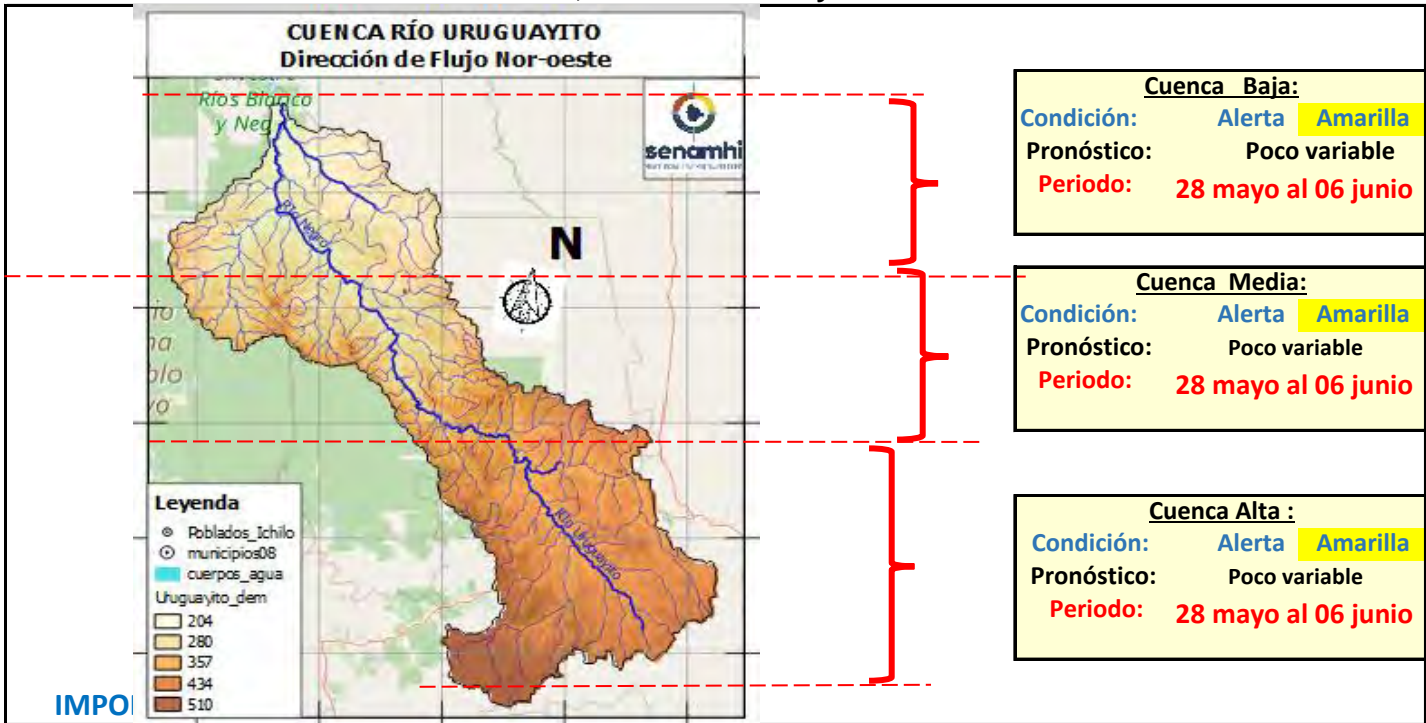 CUENCA RÍO URUGUAYITO
Dirección de Flujo Nor-oeste
Ríos Blanco
y Neg
senamhi
Río Negro
N
Río Uruguayito
Leyenda
Poblados_Ichilo
municipios08
cuerpos_agua
Uruguayito_dem
204
280
357
434
510
IMPO
Cuenca Baja:
Condición: Alerta Amarilla
Pronóstico: Poco variable
Periodo: 28 mayo al 06 junio
Cuenca Media:
Condición: Alerta Amarilla
Pronóstico: Poco variable
Periodo: 28 mayo al 06 junio
Cuenca Alta :
Condición: Alerta Amarilla
Pronóstico: Poco variable
Periodo: 28 mayo al 06 junio